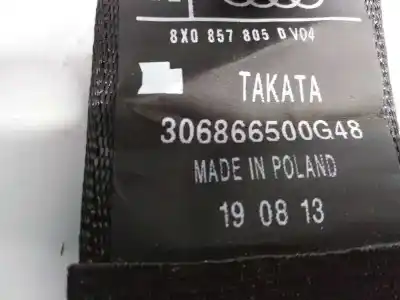 8X0 857 805 D V04
TAKATA
306866500G48
MADE IN POLAND
19 08 13